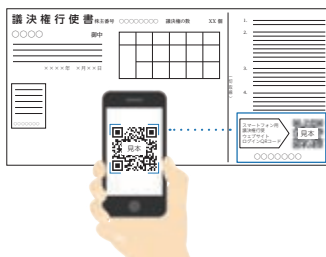 議決権行使書 株主番号 ○○○○○○○○ 議決権の数 XX 個
○○○○ 御中
××××年 ×月××日
○○○○○○○
1.
2.
3.
4.
スマートフォン用
議決権行使
ウェブサイト
ログインQRコード
見本
○○○○○○○
見本